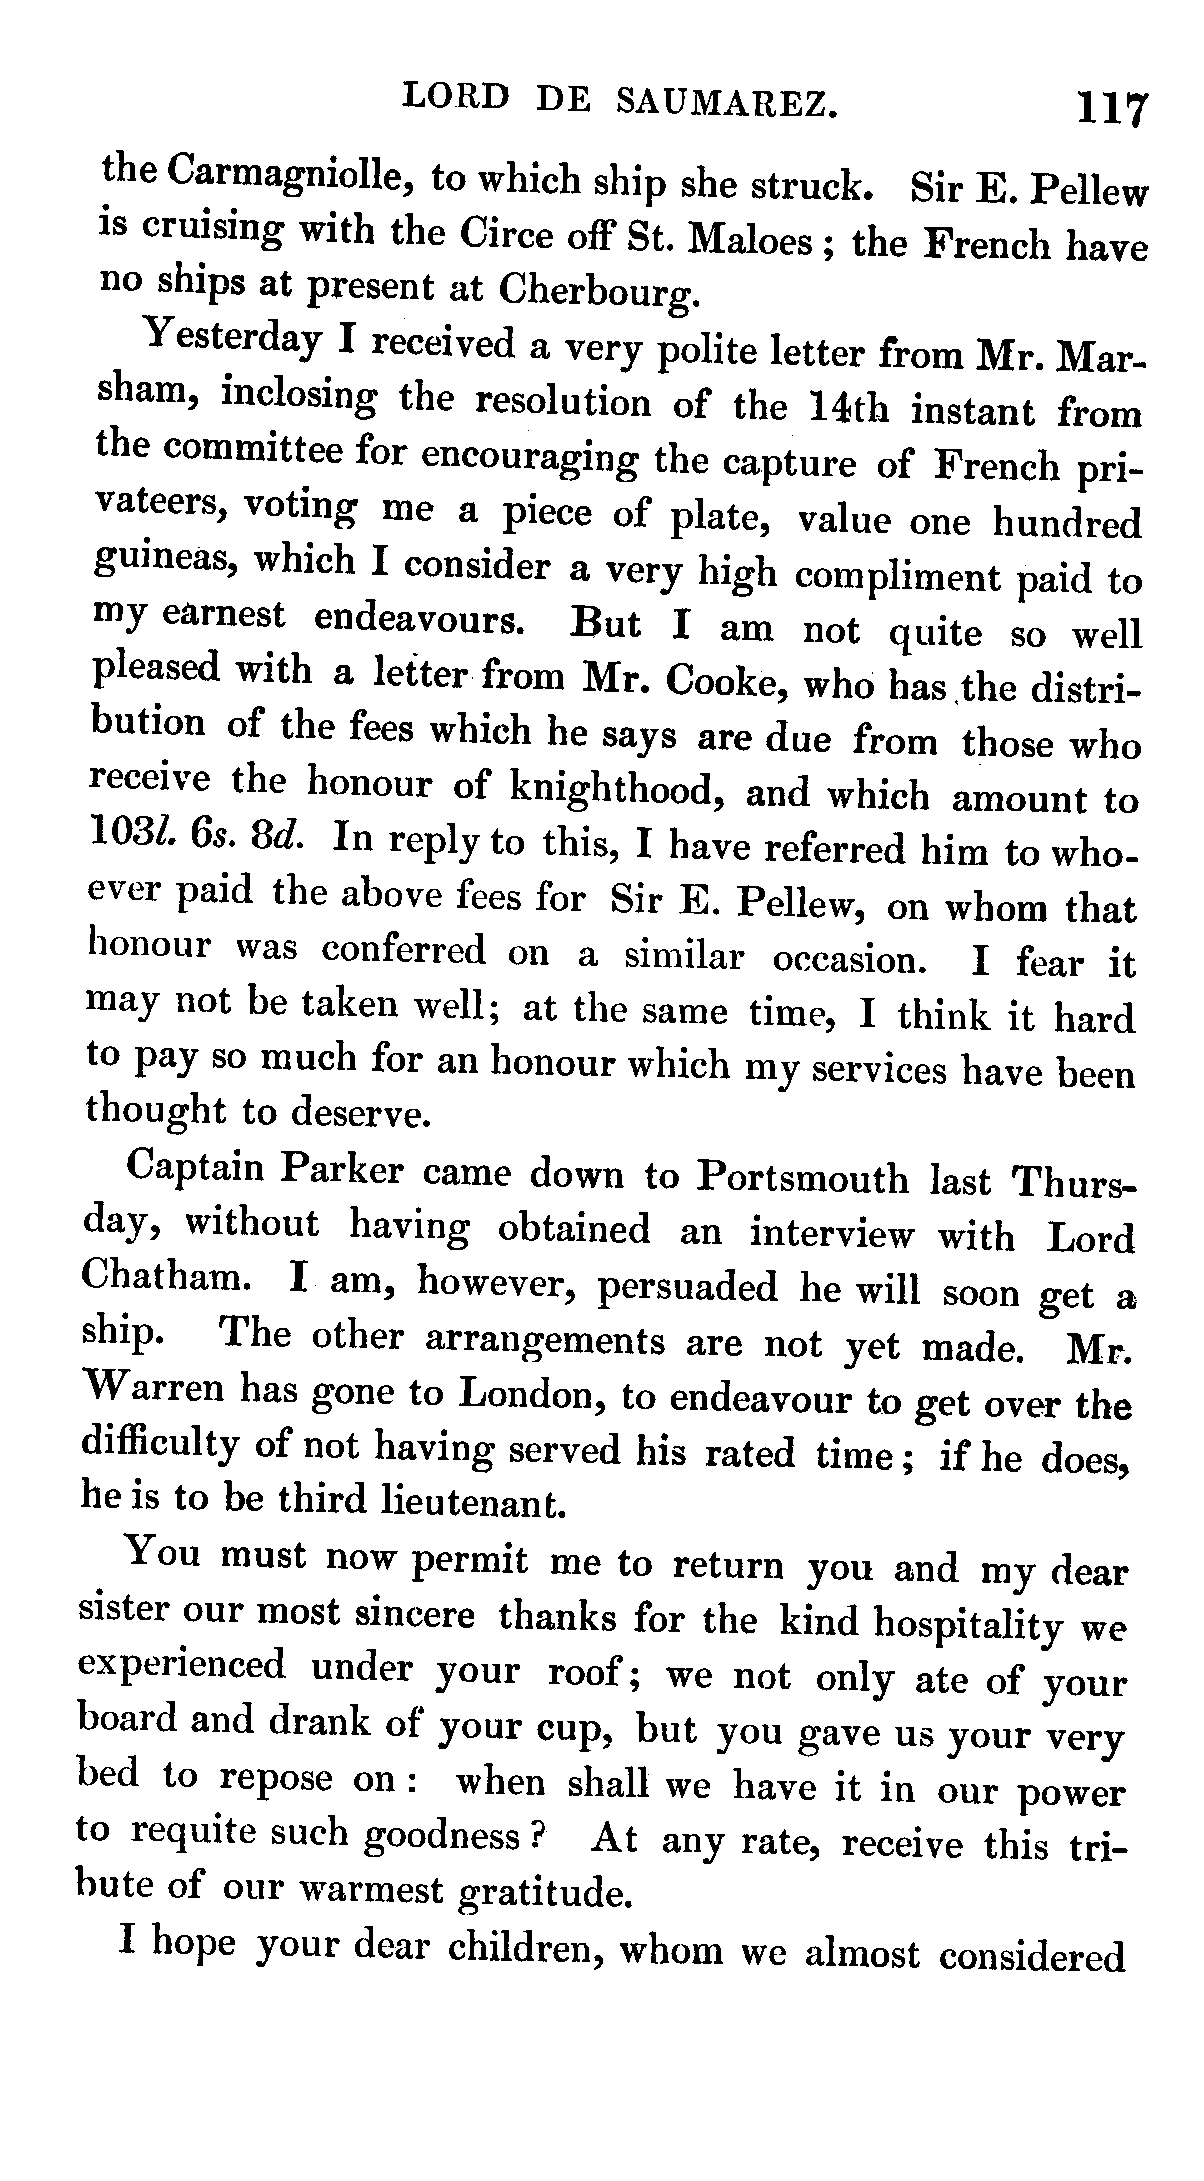 LORD DE SAUMAREZ. 117
the Carmagniolle, to which ship she struck. Sir E. Pellew
is cruising with the Circe off St. Maloes; the French have
no ships at present at Cherbourg.
Yesterday I received a very polite letter from Mr. Mar-
sham, inclosing the resolution of the 14th instant from
the committee for encouraging the capture of French pri-
vateers, voting me a piece of plate, value one hundred
guineas, which I consider a very high compliment paid to
my earnest endeavours. But I am not quite so well
pleased with a letter from Mr. Cooke, who has the distri-
bution of the fees which he says are due from those who
receive the honour of knighthood, and which amount to
103l. 6s. 8d. In reply to this, I have referred him to who-
ever paid the above fees for Sir E. Pellew, on whom that
honour was conferred on a similar occasion. I fear it
may not be taken well; at the same time, I think it hard
to pay so much for an honour which my services have been
thought to deserve.
Captain Parker came down to Portsmouth last Thurs-
day, without having obtained an interview with Lord
Chatham. I am, however, persuaded he will soon get a
ship. The other arrangements are not yet made. Mr.
Warren has gone to London, to endeavour to get over the
difficulty of not having served his rated time; if he does,
he is to be third lieutenant.
You must now permit me to return you and my dear
sister our most sincere thanks for the kind hospitality we
experienced under your roof; we not only ate of your
board and drank of your cup, but you gave us your very
bed to repose on: when shall we have it in our power
to requite such goodness? At any rate, receive this tri-
bute of our warmest gratitude.
I hope your dear children, whom we almost considered